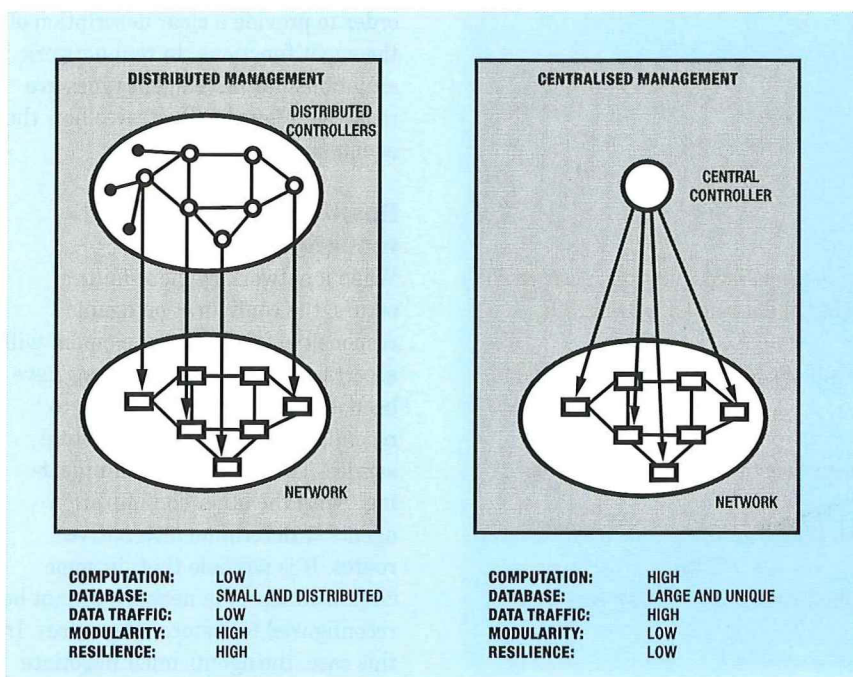 DISTRIBUTED MANAGEMENT
DISTRIBUTED
CONTROLLERS
NETWORK
COMPUTATION: LOW
DATABASE: SMALL AND DISTRIBUTED
DATA TRAFFIC: LOW
MODULARITY: HIGH
RESILIENCE: HIGH
CENTRALISED MANAGEMENT
CENTRAL
CONTROLLER
NETWORK
COMPUTATION: HIGH
DATABASE: LARGE AND UNIQUE
DATA TRAFFIC: HIGH
MODULARITY: LOW
RESILIENCE: LOW